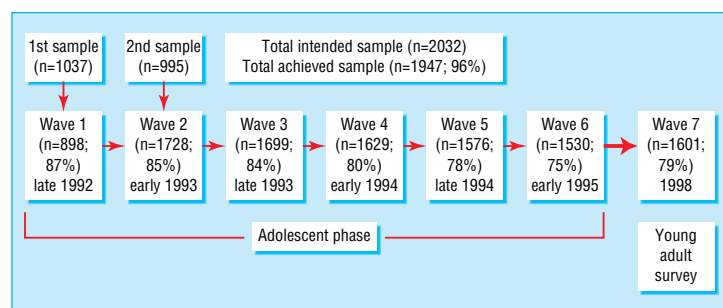 1st sample
(n=1037)
2nd sample
(n=995)
Total intended sample (n=2032)
Total achieved sample (n=1947; 96%)
Wave 1
(n=898;
87%)
late 1992
Wave 2
(n=1728;
85%)
early 1993
Wave 3
(n=1699;
84%)
late 1993
Wave 4
(n=1629;
80%)
early 1994
Wave 5
(n=1576;
78%)
late 1994
Wave 6
(n=1530;
75%)
early 1995
Wave 7
(n=1601;
79%)
1998
Adolescent phase
Young
adult
survey